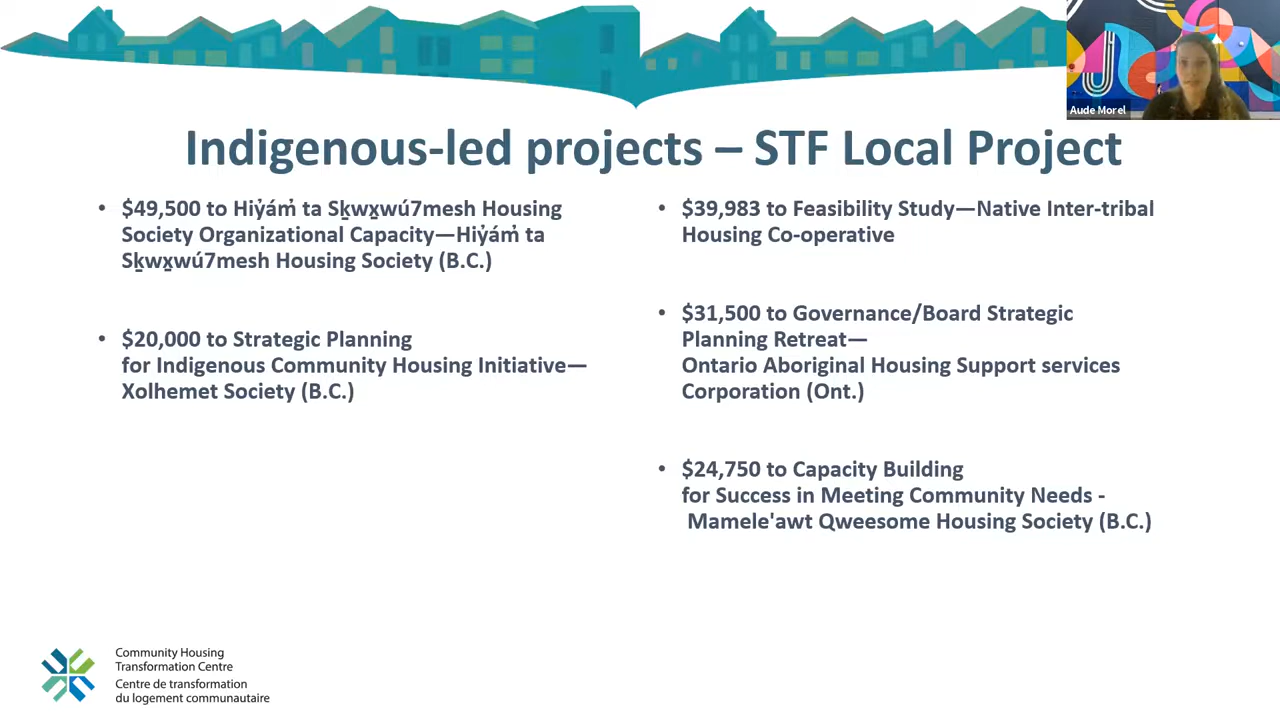 Aude Morel
Indigenous-led projects – STF Local Project
• $49,500 to Hiy̓ám̓ ta Sḵwx̱wú7mesh Housing
Society Organizational Capacity—Hiy̓ám̓ ta
Sḵwx̱wú7mesh Housing Society (B.C.)
• $20,000 to Strategic Planning
for Indigenous Community Housing Initiative—
Xolhemet Society (B.C.)
• $39,983 to Feasibility Study—Native Inter-tribal
Housing Co-operative
• $31,500 to Governance/Board Strategic
Planning Retreat—
Ontario Aboriginal Housing Support services
Corporation (Ont.)
• $24,750 to Capacity Building
for Success in Meeting Community Needs -
Mamele'awt Qweesome Housing Society (B.C.)
Community Housing
Transformation Centre
Centre de transformation
du logement communautaire